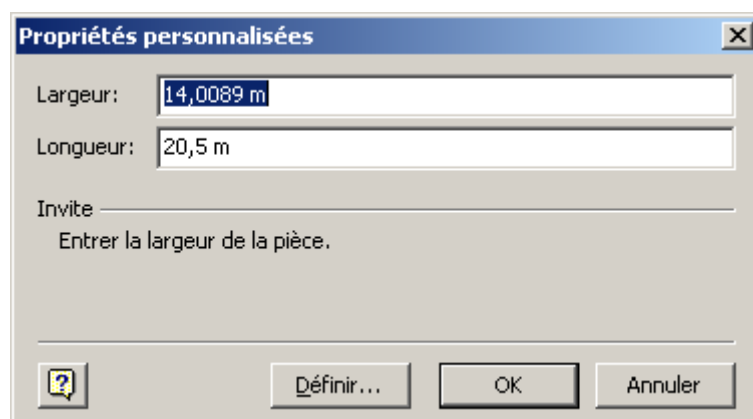 Propriétés personnalisées
Largeur: 14,0089 m
Longueur: 20,5 m
Invite
Entrer la largeur de la pièce.
Définir... OK Annuler